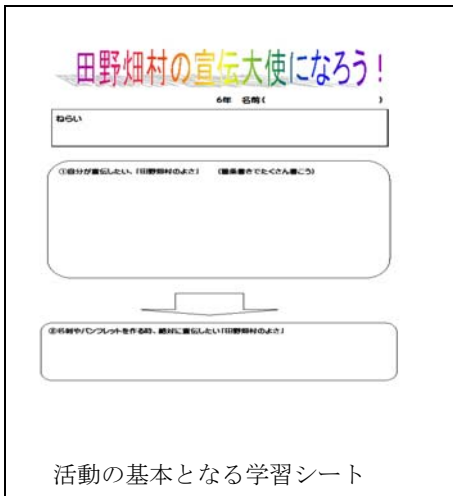 田野畑村の宣伝大使になろう！
6年 名前( )
ねらい
①自分が宣伝したい、「田野畑村のよさ」 (箇条書きでたくさん書こう)
②名刺やパンフレットを作る時、絶対に宣伝したい「田野畑村のよさ」
活動の基本となる学習シート